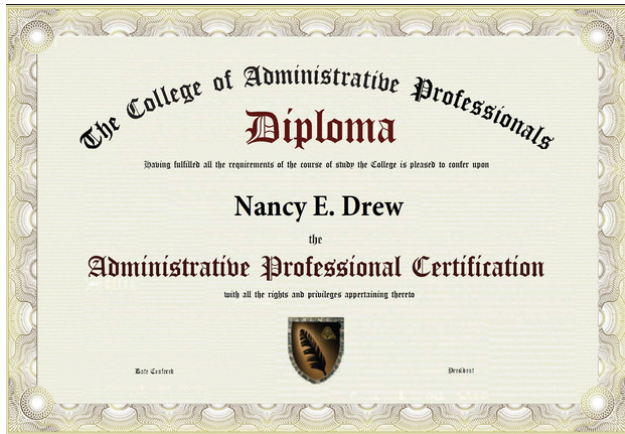 The College of Administrative Professionals
Diploma
Having fulfilled all the requirements of the course of study the College is pleased to confer upon
Nancy E. Drew
the
Administrative Professional Certification
with all the rights and privileges appertaining thereto
Date Confered
President